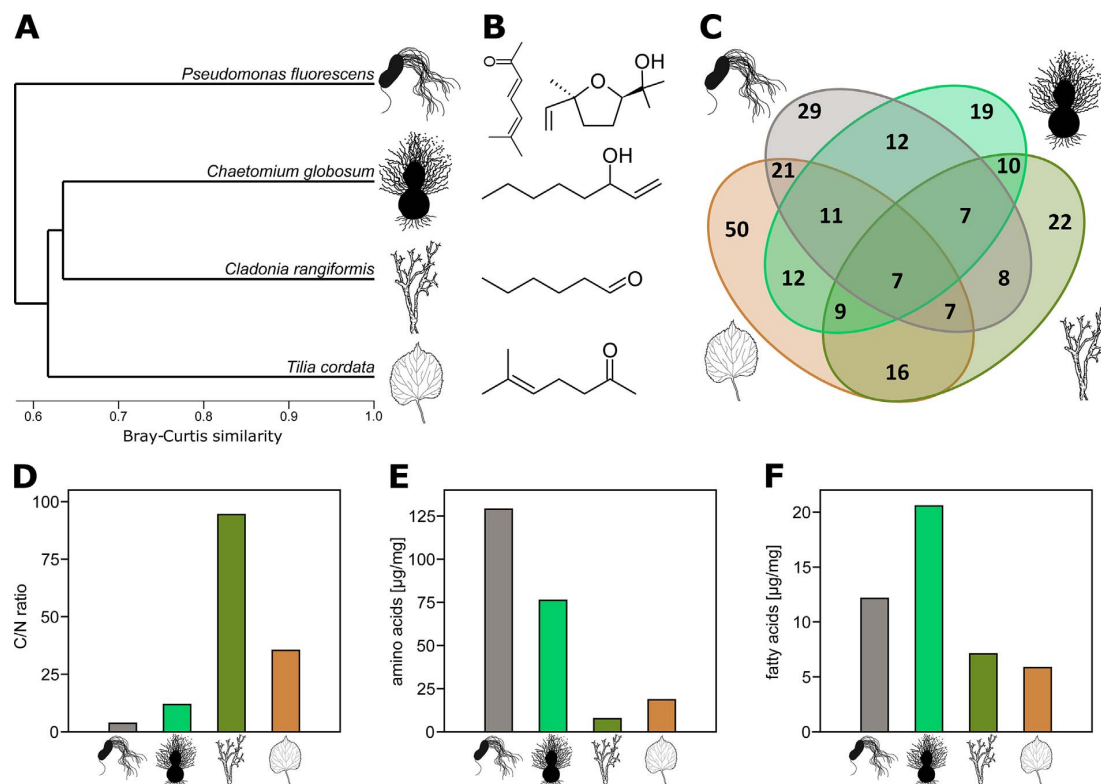 A
Pseudomonas fluorescens
Chaetomium globosum
Cladonia rangiformis
Tilia cordata
0.6 0.7 0.8 0.9 1.0
Bray-Curtis similarity
B
O
O
OH
OH
O
O
C
29
12
19
21
10
50
11
7
22
12
7
8
9
7
16
D
C/N ratio
100
75
50
25
0
E
amino acids [µg/mg]
125
100
75
50
25
0
F
fatty acids [µg/mg]
20
15
10
5
0